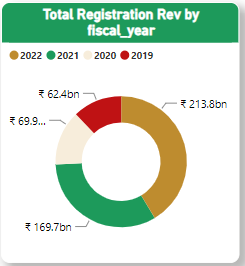 Total Registration Rev by
fiscal_year
2022 2021 2020 2019
₹ 62.4bn
₹ 213.8bn
₹ 69.9...
₹ 169.7bn